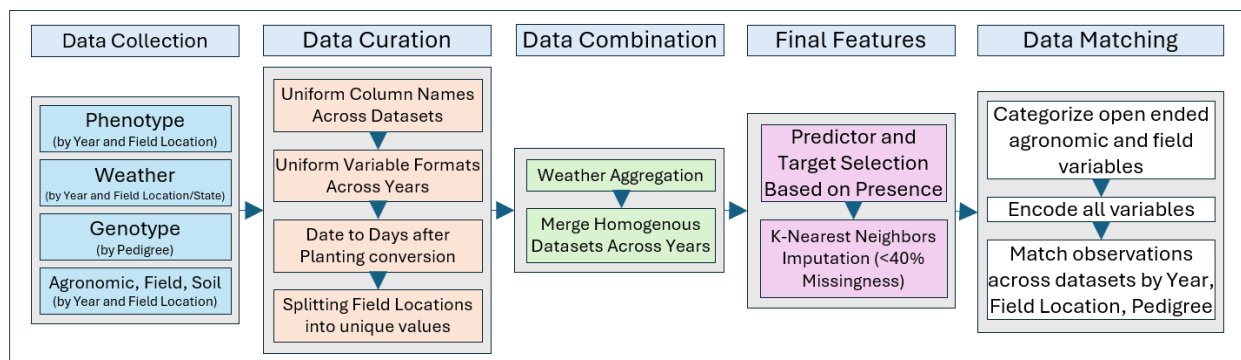 Data Collection
Phenotype
(by Year and Field Location)
Weather
(by Year and Field Location/State)
Genotype
(by Pedigree)
Agronomic, Field, Soil
(by Year and Field Location)
Data Curation
Uniform Column Names
Across Datasets
Uniform Variable Formats
Across Years
Date to Days after
Planting conversion
Splitting Field Locations
into unique values
Data Combination
Weather Aggregation
Merge Homogenous
Datasets Across Years
Final Features
Predictor and
Target Selection
Based on Presence
K-Nearest Neighbors
Imputation (<40%
Missingness)
Data Matching
Categorize open ended
agronomic and field
variables
Encode all variables
Match observations
across datasets by Year,
Field Location, Pedigree